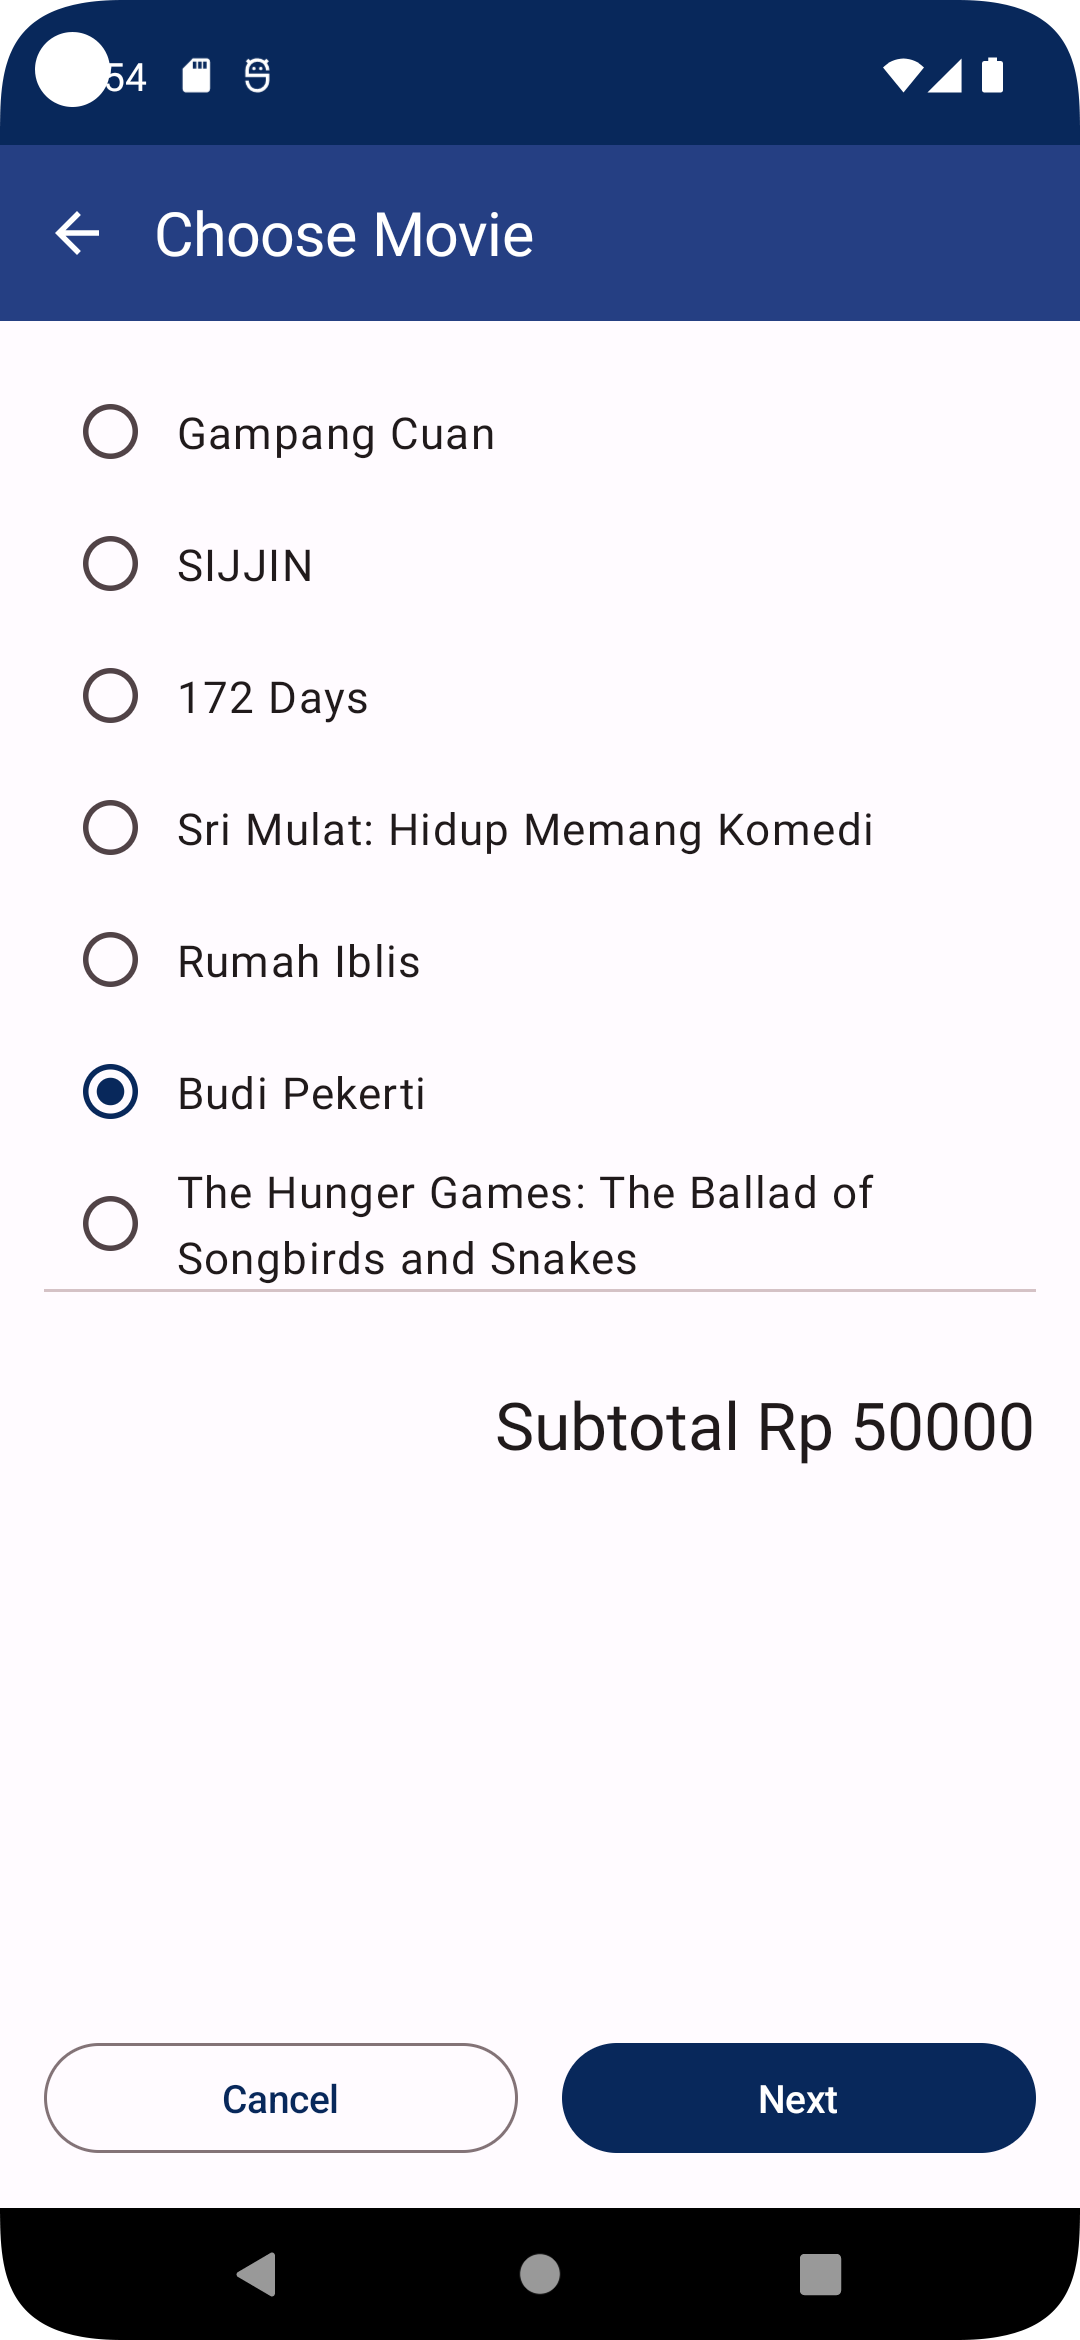 54
Choose Movie
Gampang Cuan
SIJJIN
172 Days
Sri Mulat: Hidup Memang Komedi
Rumah Iblis
Budi Pekerti
The Hunger Games: The Ballad of
Songbirds and Snakes
Subtotal Rp 50000
Cancel
Next